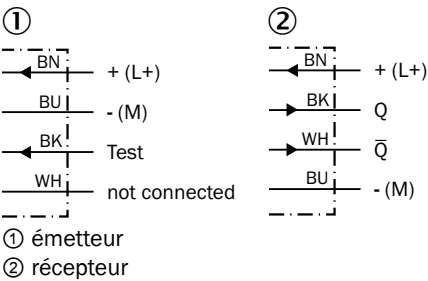 ① ②
BN + (L+)
BU - (M)
BK Test
WH not connected
BN + (L+)
BK Q
WH Q̅
BU - (M)
① émetteur
② récepteur